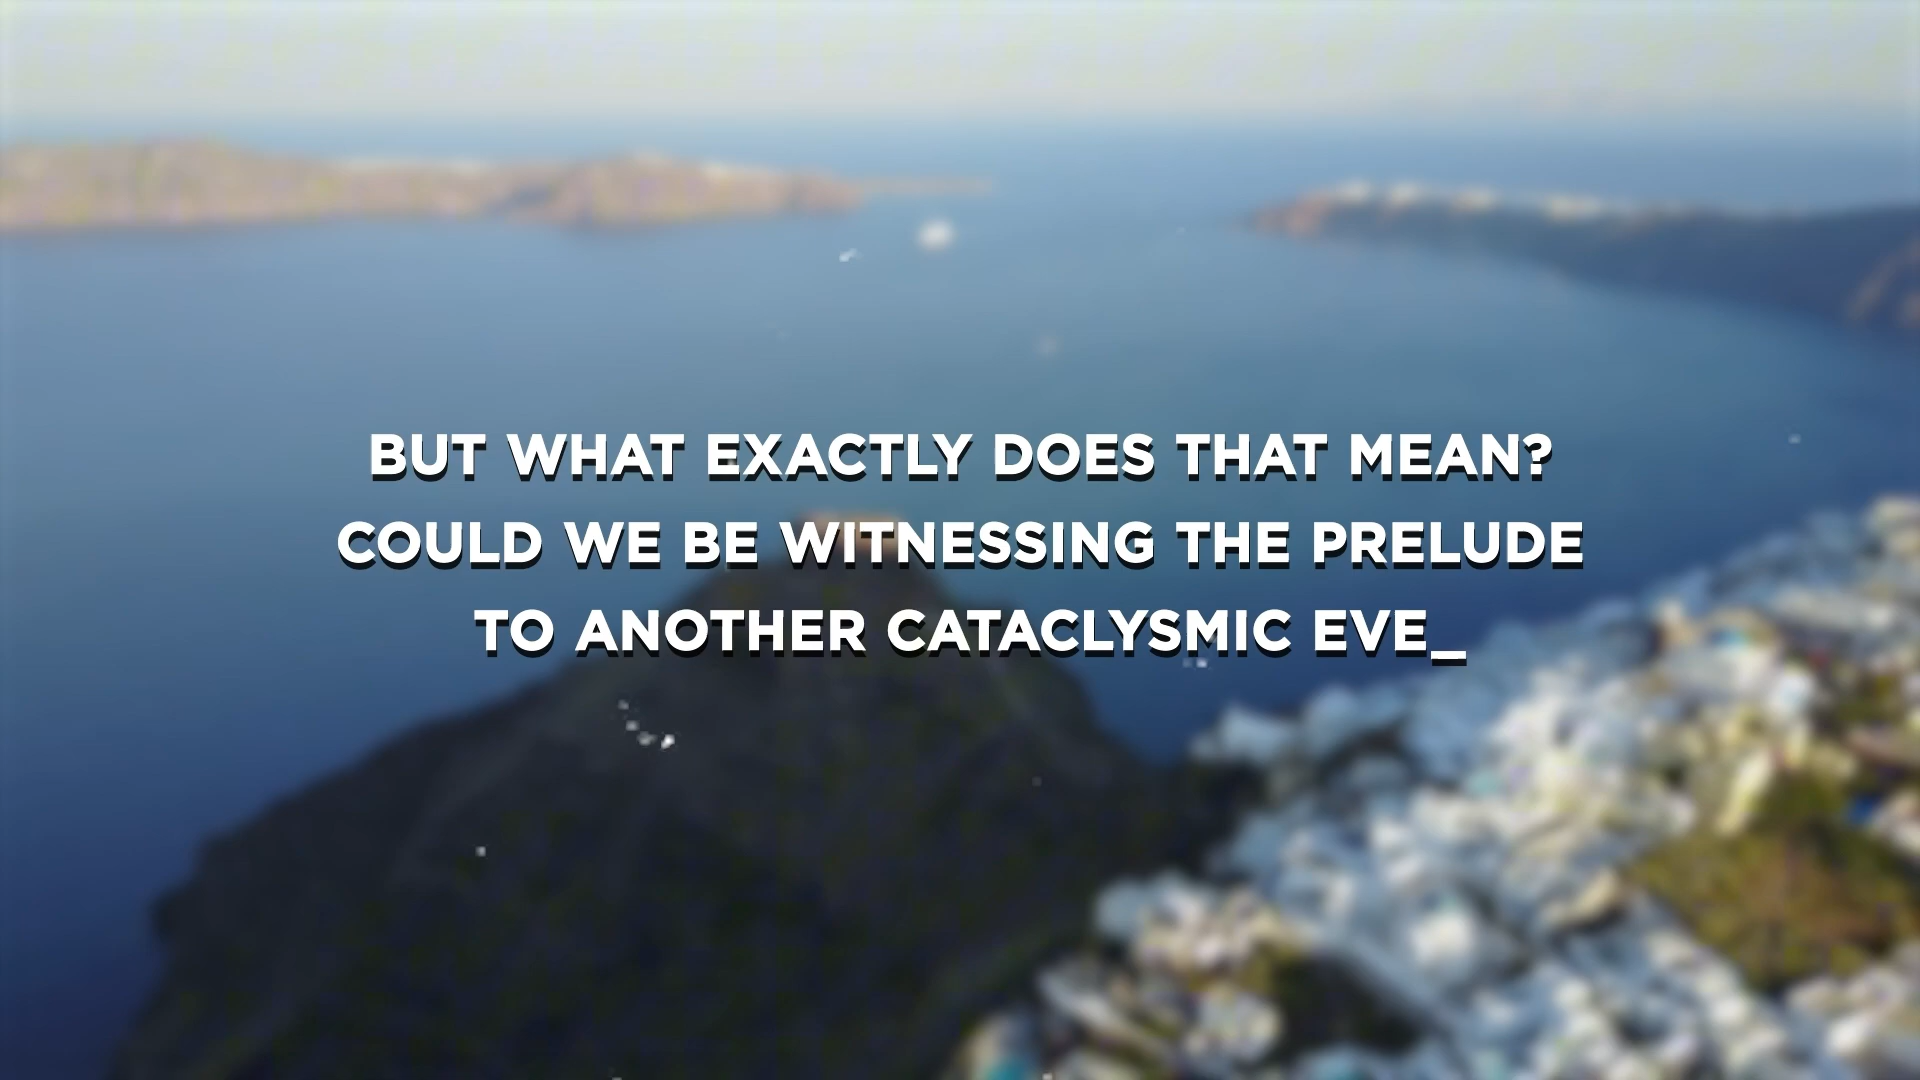 BUT WHAT EXACTLY DOES THAT MEAN?
COULD WE BE WITNESSING THE PRELUDE
TO ANOTHER CATACLYSMIC EVE_